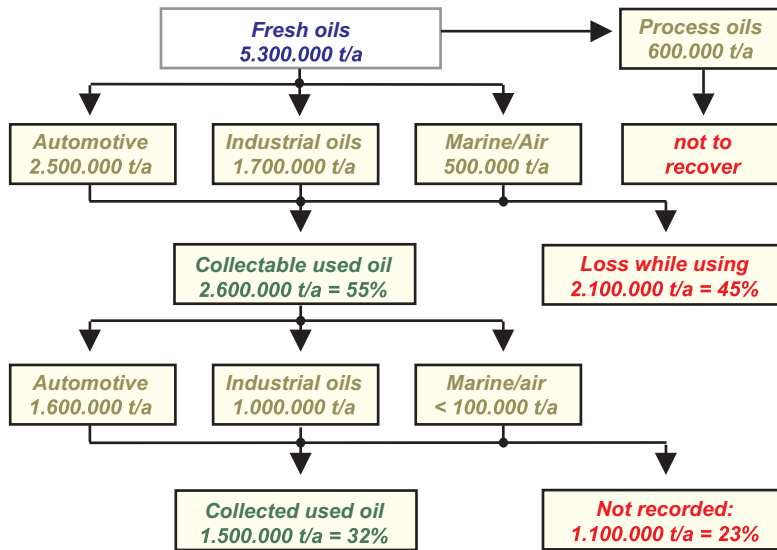 Fresh oils
5.300.000 t/a
Process oils
600.000 t/a
Automotive
2.500.000 t/a
Industrial oils
1.700.000 t/a
Marine/Air
500.000 t/a
not to
recover
Collectable used oil
2.600.000 t/a = 55%
Loss while using
2.100.000 t/a = 45%
Automotive
1.600.000 t/a
Industrial oils
1.000.000 t/a
Marine/air
< 100.000 t/a
Collected used oil
1.500.000 t/a = 32%
Not recorded:
1.100.000 t/a = 23%